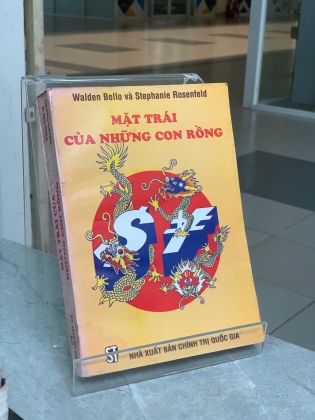 Walden Bello và Stephanie Rosenfeld
MẶT TRÁI
CỦA NHỮNG CON RỒNG
NHÀ XUẤT BẢN CHÍNH TRỊ QUỐC GIA